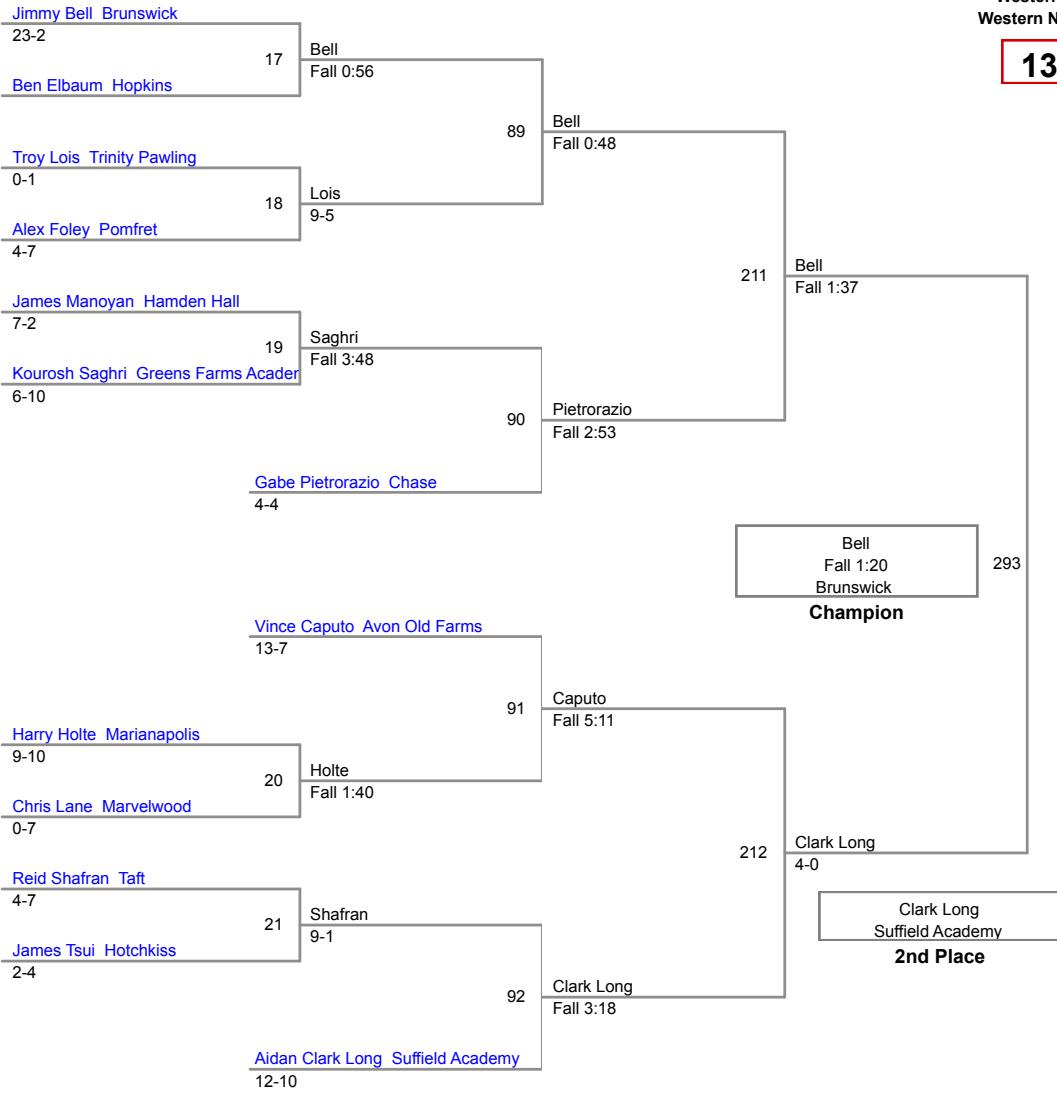 Western
Western N
13
Jimmy Bell Brunswick
23-2
17
Bell
Fall 0:56
Ben Elbaum Hopkins
89
Bell
Fall 0:48
Troy Lois Trinity Pawling
0-1
18
Lois
9-5
Alex Foley Pomfret
4-7
211
Bell
Fall 1:37
James Manoyan Hamden Hall
7-2
19
Saghri
Fall 3:48
Kourosh Saghri Greens Farms Acader
6-10
90
Pietrorazio
Fall 2:53
Gabe Pietrorazio Chase
4-4
Bell
Fall 1:20
Brunswick
293
Champion
Vince Caputo Avon Old Farms
13-7
91
Caputo
Fall 5:11
Harry Holte Marianapolis
9-10
20
Holte
Fall 1:40
Chris Lane Marvelwood
0-7
212
Clark Long
4-0
Reid Shafran Taft
4-7
21
Shafran
9-1
James Tsui Hotchkiss
2-4
Clark Long
Suffield Academy
2nd Place
92
Clark Long
Fall 3:18
Aidan Clark Long Suffield Academy
12-10